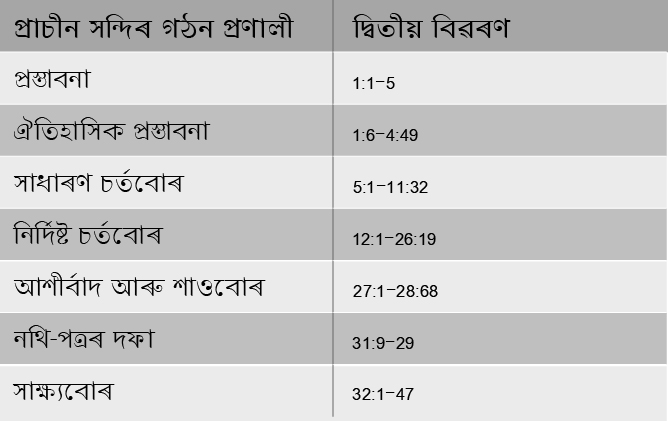 প্ৰাচীন সন্দিৰ গঠন প্ৰণালী দ্বিতীয় বিৱৰণ
প্ৰস্তাবনা 1:1–5
ঐতিহাসিক প্ৰস্তাবনা 1:6–4:49
সাধাৰণ চৰ্তবোৰ 5:1–11:32
নিৰ্দিষ্ট চৰ্তবোৰ 12:1–26:19
আশীৰ্বাদ আৰু শাওবোৰ 27:1–28:68
নথি-পত্ৰৰ দফা 31:9–29
সাক্ষ্যবোৰ 32:1–47